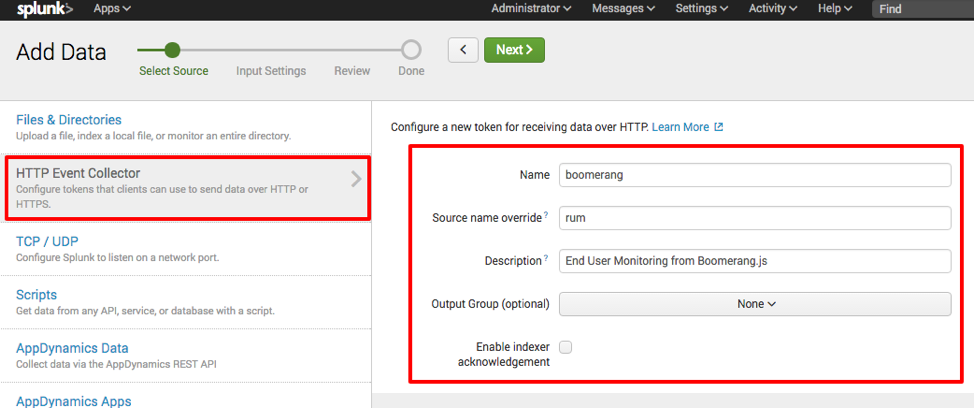 splunk> Apps Administrator Messages Settings Activity Help Find
Add Data
Select Source Input Settings Review Done
< Next >
Files & Directories
Upload a file, index a local file, or monitor an entire directory.
HTTP Event Collector
Configure tokens that clients can use to send data over HTTP or
HTTPS.
TCP / UDP
Configure Splunk to listen on a network port.
Scripts
Get data from any API, service, or database with a script.
AppDynamics Data
Collect data via the AppDynamics REST API
AppDynamics Apps
Configure a new token for receiving data over HTTP. Learn More
Name boomerang
Source name override ? rum
Description ? End User Monitoring from Boomerang.js
Output Group (optional) None
Enable indexer
acknowledgement